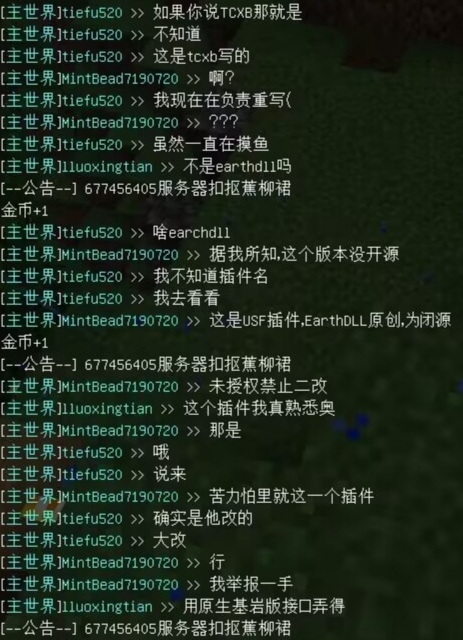 [主世界]tiefu520 >> 如果你说TCXB那就是
[主世界]tiefu520 >> 不知道
[主世界]tiefu520 >> 这是tcxb写的
[主世界]MintBead7190720 >> 啊?
[主世界]tiefu520 >> 我现在在负责重写(
[主世界]MintBead7190720 >> ???
[主世界]tiefu520 >> 虽然一直在摸鱼
[主世界]lluoxingtian >> 不是earthdll吗
[--公告--] 677456405服务器扣抠蕉柳裙
金币+1
[主世界]tiefu520 >> 啥earchdll
[主世界]MintBead7190720 >> 据我所知,这个版本没开源
[主世界]tiefu520 >> 我不知道插件名
[主世界]tiefu520 >> 我去看看
[主世界]MintBead7190720 >> 这是USF插件,EarthDLL原创,为闭源
金币+1
[--公告--] 677456405服务器扣抠蕉柳裙
[主世界]MintBead7190720 >> 未授权禁止二改
[主世界]lluoxingtian >> 这个插件我真熟悉奥
[主世界]MintBead7190720 >> 那是
[主世界]tiefu520 >> 哦
[主世界]tiefu520 >> 说来
[主世界]MintBead7190720 >> 苦力怕里就这一个插件
[主世界]tiefu520 >> 确实是他改的
[主世界]tiefu520 >> 大改
[主世界]MintBead7190720 >> 行
[主世界]MintBead7190720 >> 我举报一手
[主世界]lluoxingtian >> 用原生基岩版接口弄得
[--公告--] 677456405服务器扣抠蕉柳裙